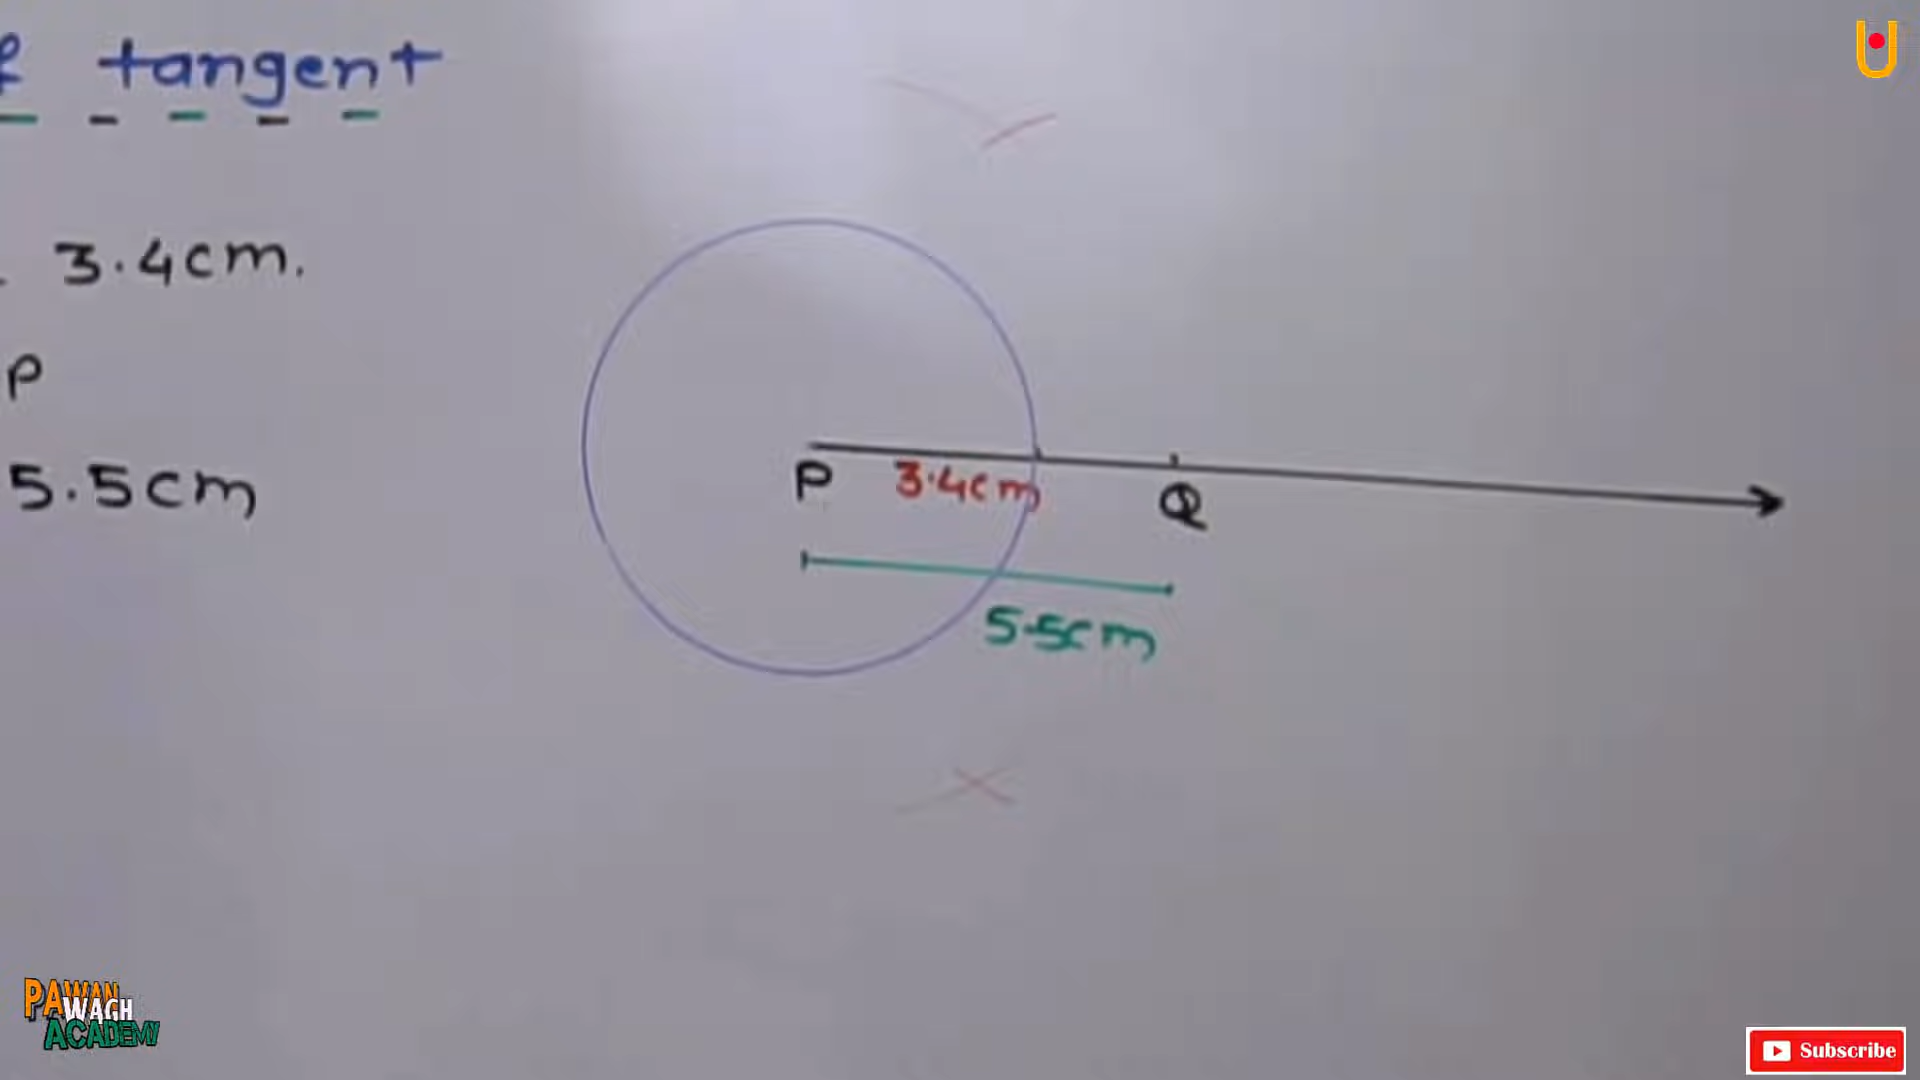 tangent
3.4cm.
P
5.5cm
P 3.4cm Q
5.5cm
PAWAN
WAGH
ACADEMY
Subscribe